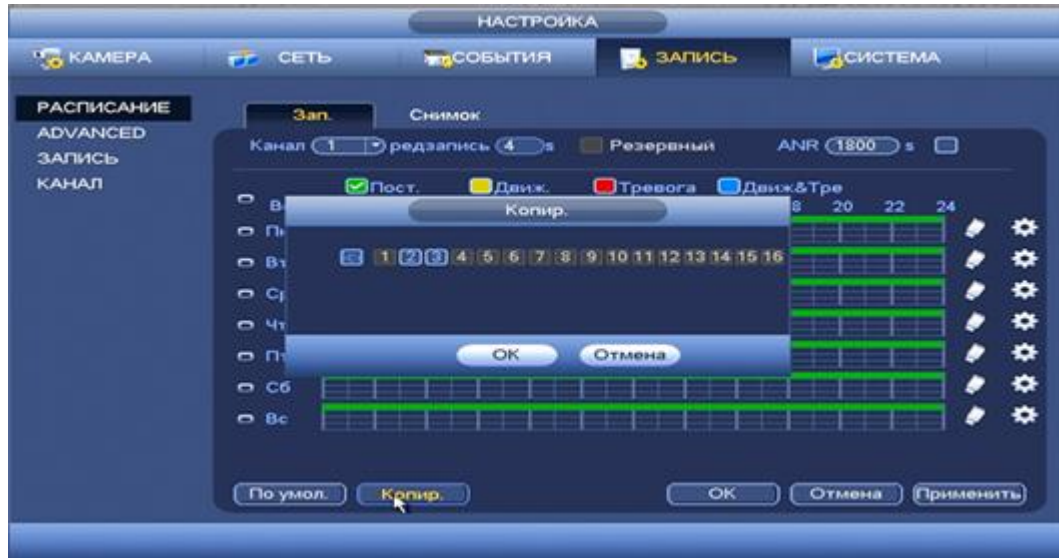 НАСТРОЙКА
КАМЕРА СЕТЬ СОБЫТИЯ ЗАПИСЬ СИСТЕМА
РАСПИСАНИЕ
ADVANCED
ЗАПИСЬ
КАНАЛ
Зап. Снимок
Канал 1 редзапись 4 s Резервный ANR 1800 s
Пост. Движ. Тревога Движ&Тре
8 20 22 24
Копир.
1 2 3 4 5 6 7 8 9 10 11 12 13 14 15 16
OK Отмена
Сб
Вс
По умол. Копир. OK Отмена Применить